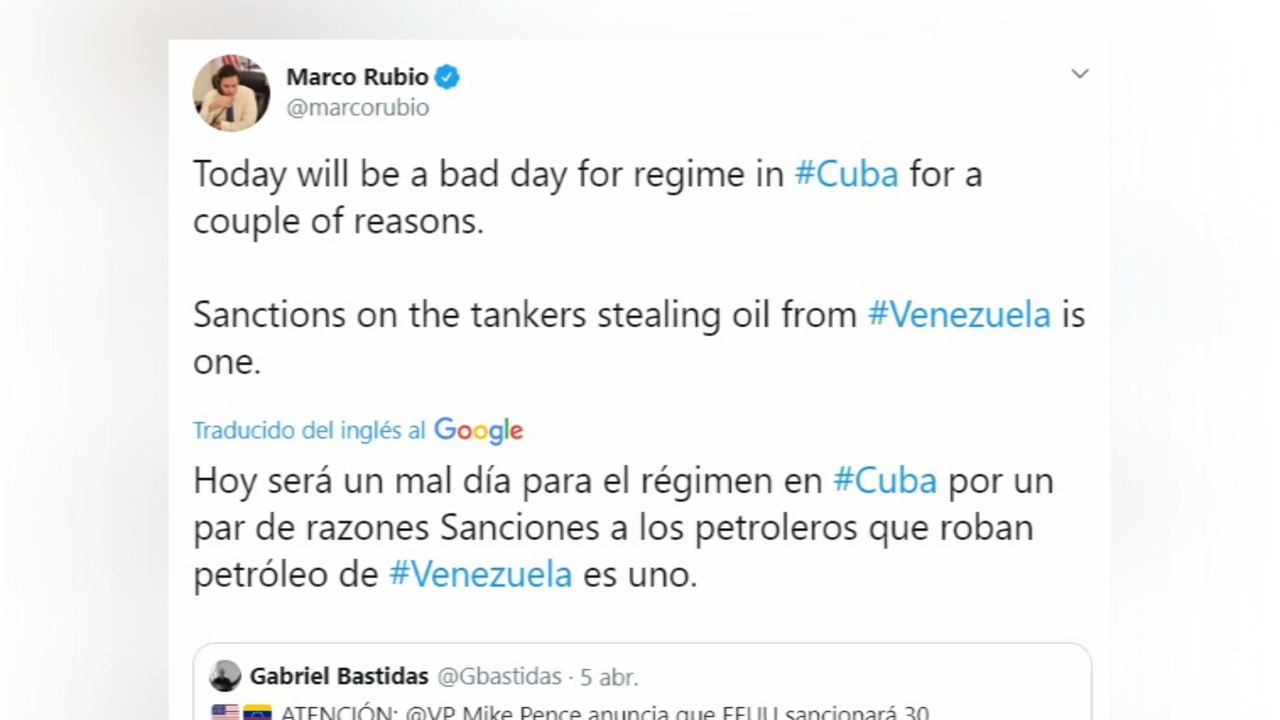 Marco Rubio
@marcorubio
Today will be a bad day for regime in #Cuba for a
couple of reasons.
Sanctions on the tankers stealing oil from #Venezuela is
one.
Traducido del inglés al Google
Hoy será un mal día para el régimen en #Cuba por un
par de razones Sanciones a los petroleros que roban
petróleo de #Venezuela es uno.
Gabriel Bastidas @Gbastidas · 5 abr.
ATENCIÓN: @VP Mike Pence anuncia que EEUU sancionará 30